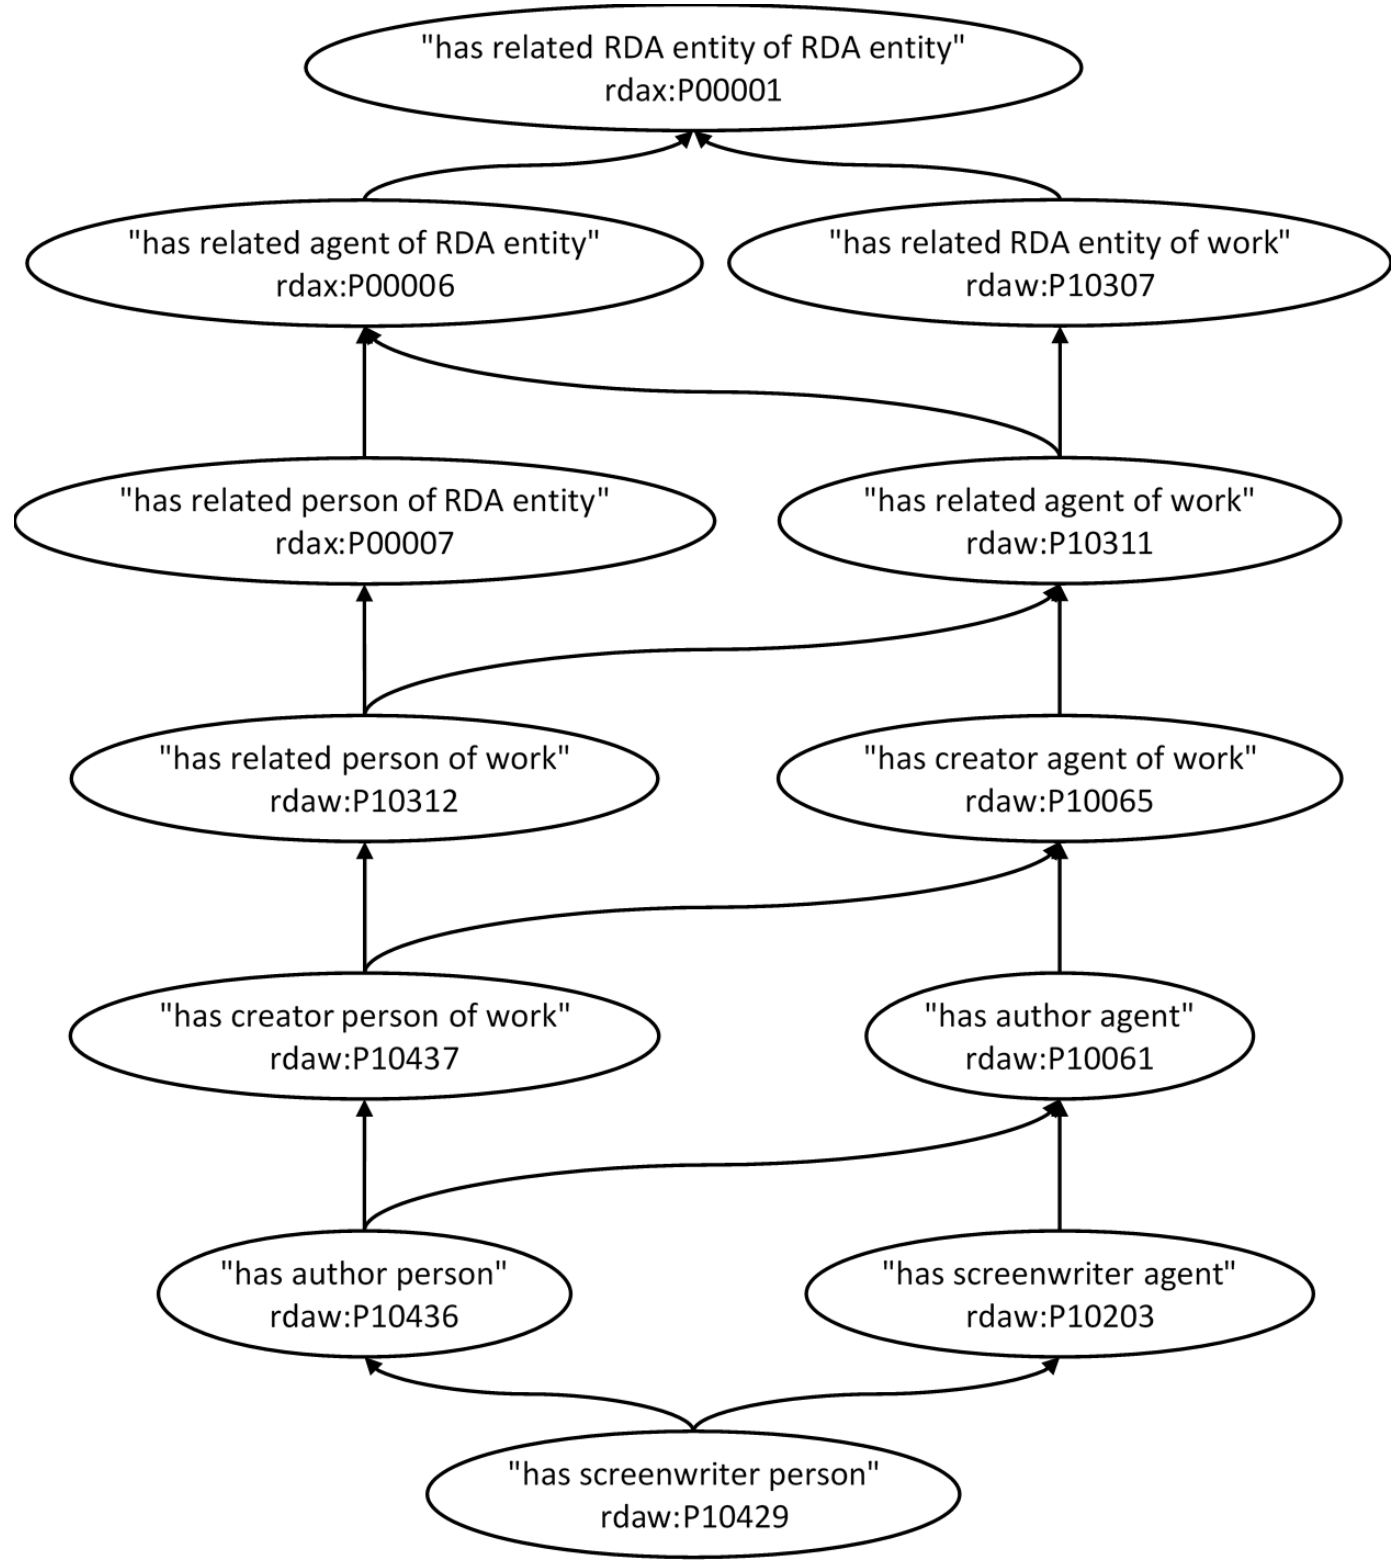 "has related RDA entity of RDA entity"
rdax:P00001
"has related agent of RDA entity"
rdax:P00006
"has related RDA entity of work"
rdaw:P10307
"has related person of RDA entity"
rdax:P00007
"has related agent of work"
rdaw:P10311
"has related person of work"
rdaw:P10312
"has creator agent of work"
rdaw:P10065
"has creator person of work"
rdaw:P10437
"has author agent"
rdaw:P10061
"has author person"
rdaw:P10436
"has screenwriter agent"
rdaw:P10203
"has screenwriter person"
rdaw:P10429